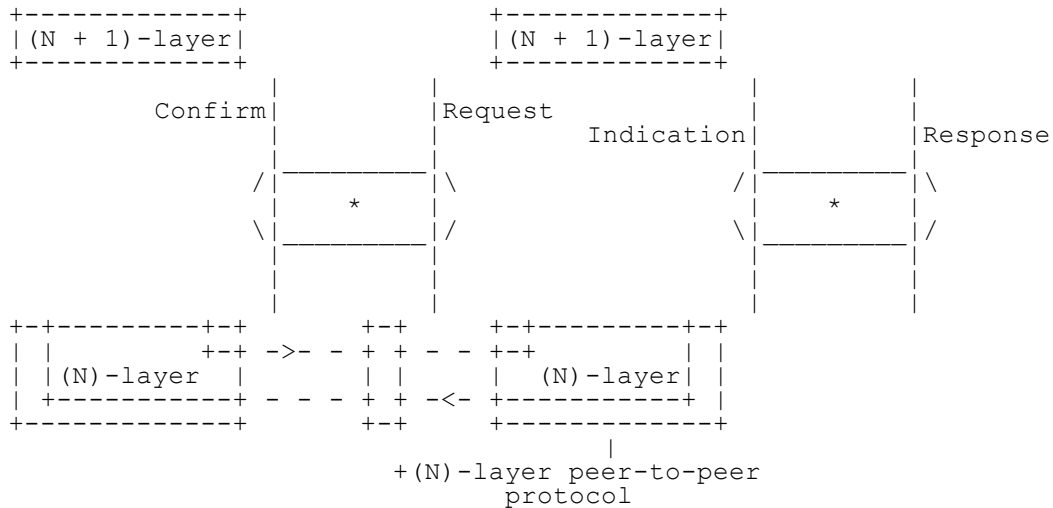 (N + 1)-layer (N + 1)-layer
Confirm Request
Indication Response
* *
(N)-layer (N)-layer
+(N)-layer peer-to-peer
protocol